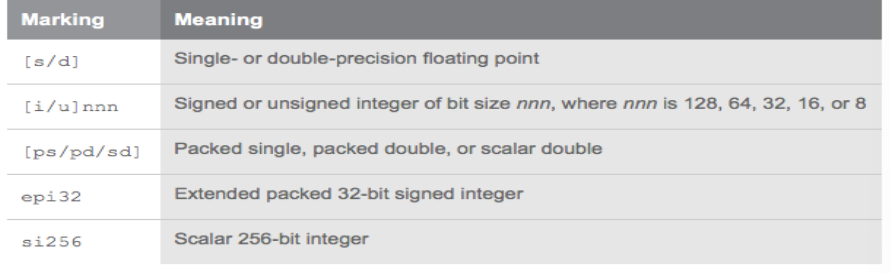 Marking Meaning
[s/d] Single- or double-precision floating point
[i/u]nnn Signed or unsigned integer of bit size nnn, where nnn is 128, 64, 32, 16, or 8
[ps/pd/sd] Packed single, packed double, or scalar double
epi32 Extended packed 32-bit signed integer
si256 Scalar 256-bit integer